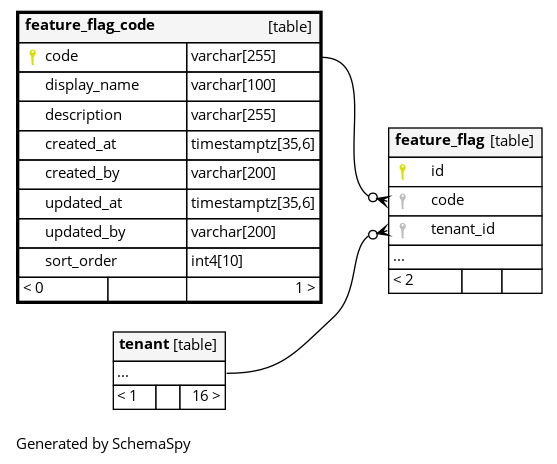 feature_flag_code [table]
code varchar[255]
display_name varchar[100]
description varchar[255]
created_at timestamptz[35,6]
created_by varchar[200]
updated_at timestamptz[35,6]
updated_by varchar[200]
sort_order int4[10]
< 0 1 >
feature_flag [table]
id
code
tenant_id
...
< 2
tenant [table]
...
< 1 16 >
Generated by SchemaSpy